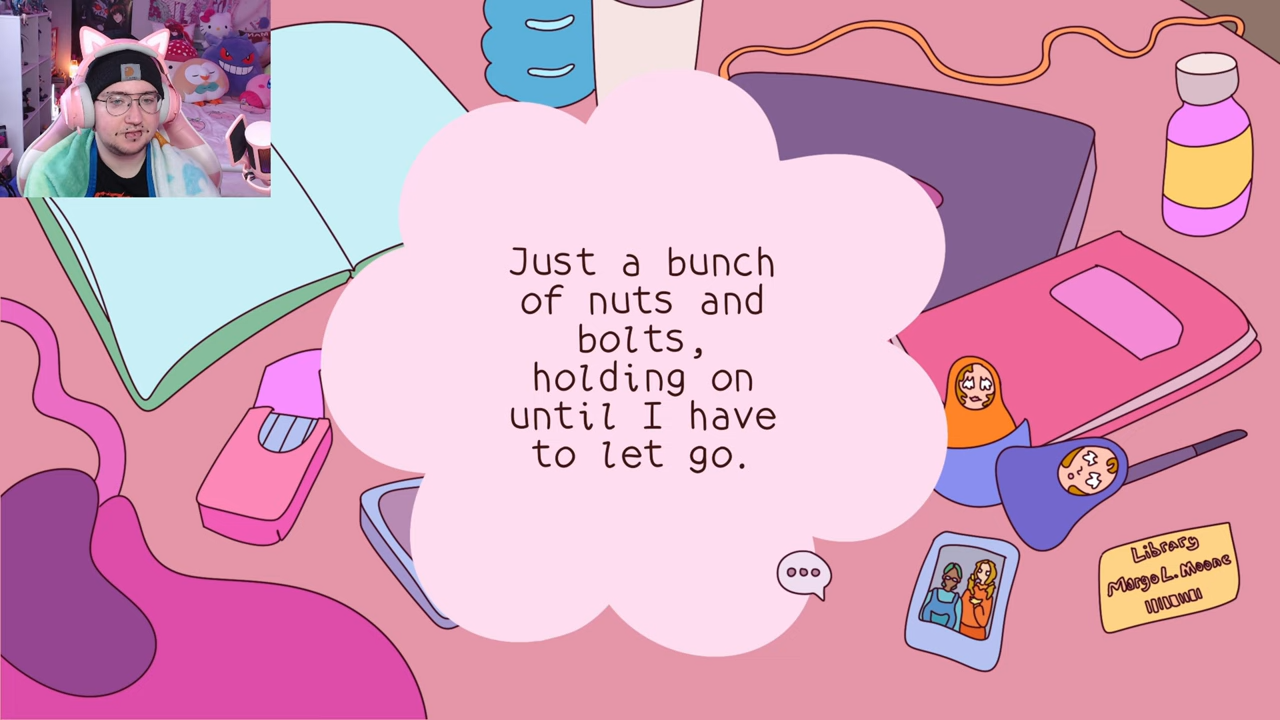 Just a bunch
of nuts and
bolts,
holding on
until I have
to let go.
Library
Margo L. Moone